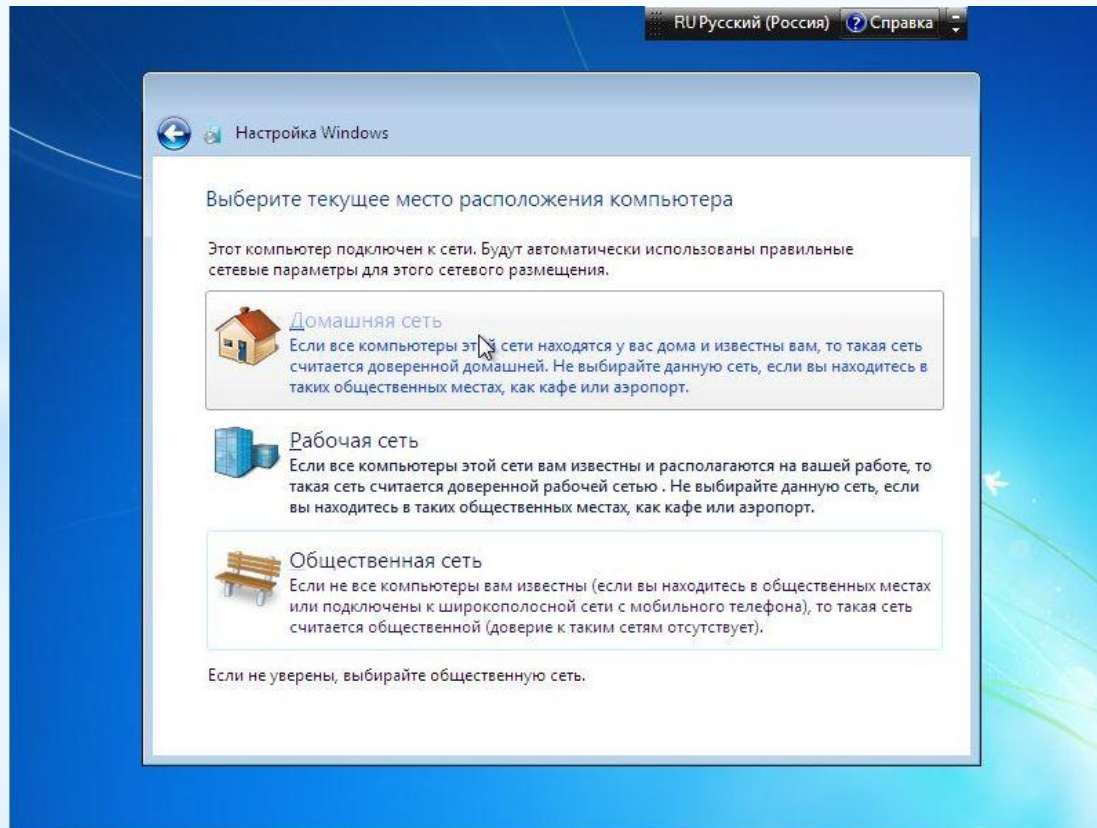 RU Русский (Россия) Справка
Настройка Windows
Выберите текущее место расположения компьютера
Этот компьютер подключен к сети. Будут автоматически использованы правильные
сетевые параметры для этого сетевого размещения.
Домашняя сеть
Если все компьютеры этой сети находятся у вас дома и известны вам, то такая сеть
считается доверенной домашней. Не выбирайте данную сеть, если вы находитесь в
таких общественных местах, как кафе или аэропорт.
Рабочая сеть
Если все компьютеры этой сети вам известны и располагаются на вашей работе, то
такая сеть считается доверенной рабочей сетью . Не выбирайте данную сеть, если
вы находитесь в таких общественных местах, как кафе или аэропорт.
Общественная сеть
Если не все компьютеры вам известны (если вы находитесь в общественных местах
или подключены к широкополосной сети с мобильного телефона), то такая сеть
считается общественной (доверие к таким сетям отсутствует).
Если не уверены, выбирайте общественную сеть.